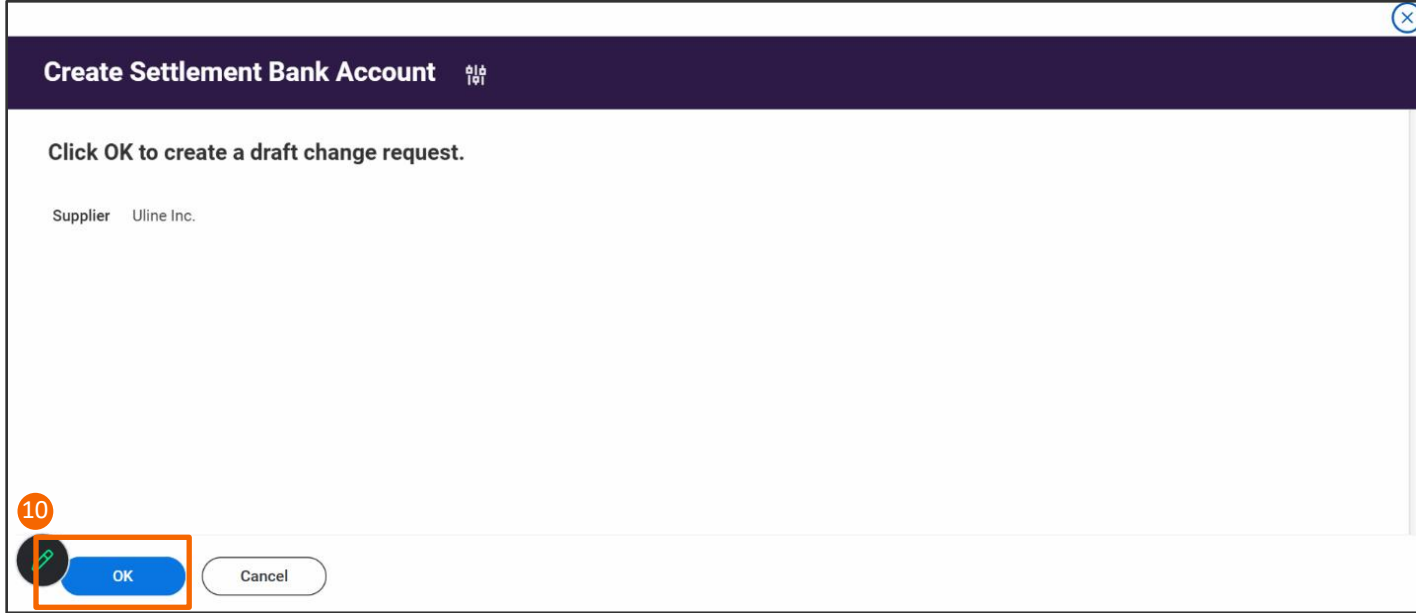 Create Settlement Bank Account
Click OK to create a draft change request.
Supplier Uline Inc.
10
OK Cancel